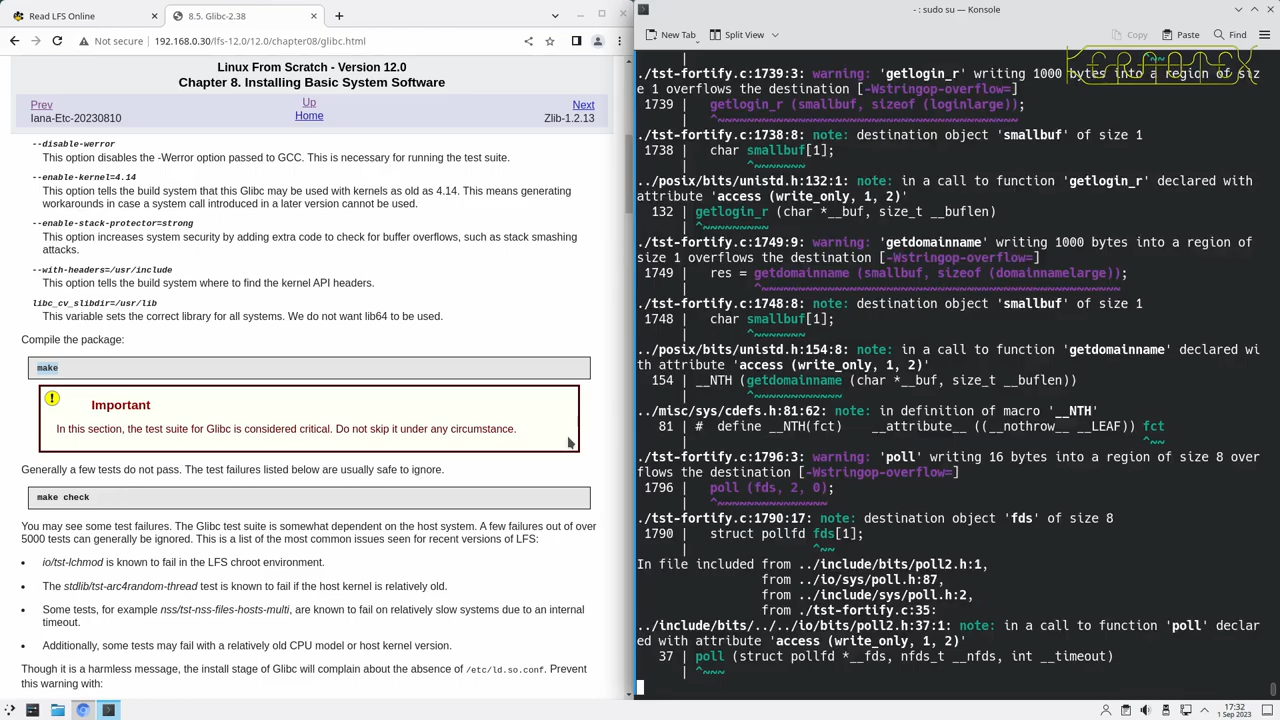 Read LFS Online
8.5. Glibc-2.38
Not secure
192.168.0.30/lfs-12.0/12.0/chapter08/glibc.html
Linux From Scratch - Version 12.0
Chapter 8. Installing Basic System Software
Prev
Up
Next
Iana-Etc-20230810
Home
Zlib-1.2.13
--disable-werror
This option disables the -Werror option passed to GCC. This is necessary for running the test suite.
--enable-kernel=4.14
This option tells the build system that this Glibc may be used with kernels as old as 4.14. This means generating
workarounds in case a system call introduced in a later version cannot be used.
--enable-stack-protector=strong
This option increases system security by adding extra code to check for buffer overflows, such as stack smashing
attacks.
--with-headers=/usr/include
This option tells the build system where to find the kernel API headers.
libc_cv_slibdir=/usr/lib
This variable sets the correct library for all systems. We do not want lib64 to be used.
Compile the package:
make
Important
In this section, the test suite for Glibc is considered critical. Do not skip it under any circumstance.
Generally a few tests do not pass. The test failures listed below are usually safe to ignore.
make check
You may see some test failures. The Glibc test suite is somewhat dependent on the host system. A few failures out of over
5000 tests can generally be ignored. This is a list of the most common issues seen for recent versions of LFS:
• io/tst-lchmod is known to fail in the LFS chroot environment.
• The stdlib/tst-arc4random-thread test is known to fail if the host kernel is relatively old.
• Some tests, for example nss/tst-nss-files-hosts-multi, are known to fail on relatively slow systems due to an internal
timeout.
• Additionally, some tests may fail with a relatively old CPU model or host kernel version.
Though it is a harmless message, the install stage of Glibc will complain about the absence of /etc/ld.so.conf. Prevent
this warning with:
- : sudo su — Konsole
New Tab
Split View
Copy
Paste
Find
KERNOTEX
./tst-fortify.c:1739:3: warning: 'getlogin_r' writing 1000 bytes into a region of siz
e 1 overflows the destination [-Wstringop-overflow=]
1739 | getlogin_r (smallbuf, sizeof (loginlarge));
| ^~~~~~~~~~~~~~~~~~~~~~~~~~~~~~~~~~~~~~~~~~
./tst-fortify.c:1738:8: note: destination object 'smallbuf' of size 1
1738 | char smallbuf[1];
| ^~~~~~~~
../posix/bits/unistd.h:132:1: note: in a call to function 'getlogin_r' declared with
attribute 'access (write_only, 1, 2)'
132 | getlogin_r (char *__buf, size_t __buflen)
| ^~~~~~~~~~
./tst-fortify.c:1749:9: warning: 'getdomainname' writing 1000 bytes into a region of
size 1 overflows the destination [-Wstringop-overflow=]
1749 | res = getdomainname (smallbuf, sizeof (domainnamelarge));
| ^~~~~~~~~~~~~~~~~~~~~~~~~~~~~~~~~~~~~~~~~~~~~~~~~~
./tst-fortify.c:1748:8: note: destination object 'smallbuf' of size 1
1748 | char smallbuf[1];
| ^~~~~~~~
../posix/bits/unistd.h:154:8: note: in a call to function 'getdomainname' declared wi
th attribute 'access (write_only, 1, 2)'
154 | __NTH (getdomainname (char *__buf, size_t __buflen))
| ^~~~~~~~~~~~~
../misc/sys/cdefs.h:81:62: note: in definition of macro '__NTH'
81 | # define __NTH(fct) __attribute__ ((__nothrow__ __LEAF)) fct
| ^~~
./tst-fortify.c:1796:3: warning: 'poll' writing 16 bytes into a region of size 8 over
flows the destination [-Wstringop-overflow=]
1796 | poll (fds, 2, 0);
| ^~~~~~~~~~~~~~~~
./tst-fortify.c:1790:17: note: destination object 'fds' of size 8
1790 | struct pollfd fds[1];
| ^~~
In file included from ../include/bits/poll2.h:1,
from ../io/sys/poll.h:87,
from ../include/sys/poll.h:2,
from ./tst-fortify.c:35:
../include/bits/../../io/bits/poll2.h:37:1: note: in a call to function 'poll' declar
ed with attribute 'access (write_only, 1, 2)'
37 | poll (struct pollfd *__fds, nfds_t __nfds, int __timeout)
| ^~~~
17:32
1 Sep 2023